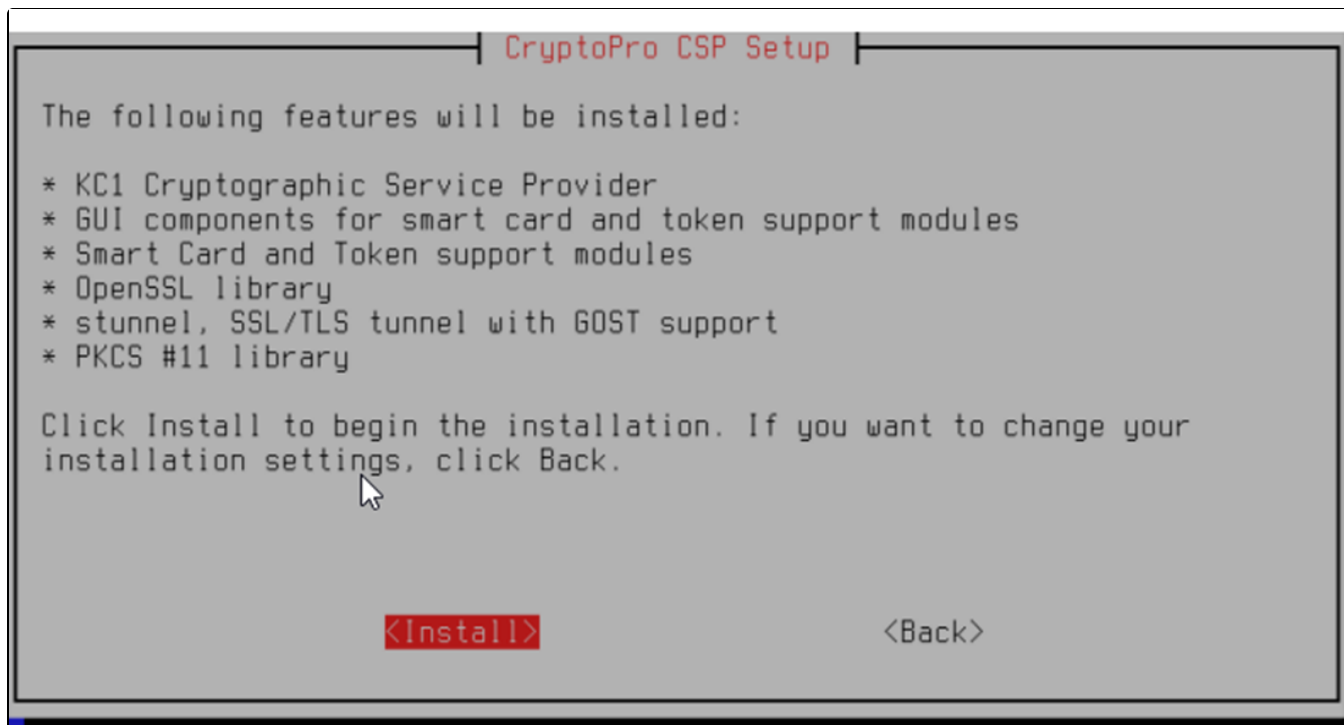 CryptoPro CSP Setup
The following features will be installed:
* KC1 Cryptographic Service Provider
* GUI components for smart card and token support modules
* Smart Card and Token support modules
* OpenSSL library
* stunnel, SSL/TLS tunnel with GOST support
* PKCS #11 library
Click Install to begin the installation. If you want to change your
installation settings, click Back.
<Install> <Back>